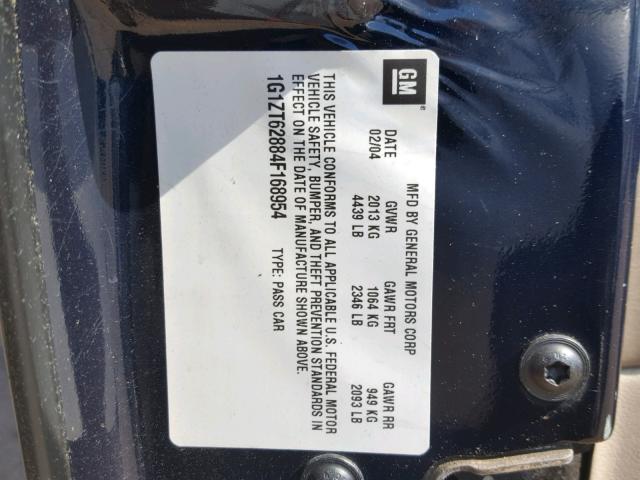 GM
MFD BY GENERAL MOTORS CORP
DATE GVWR GAWR FRT GAWR RR
02/04 2013 KG 1064 KG 949 KG
4439 LB 2346 LB 2093 LB
THIS VEHICLE CONFORMS TO ALL APPLICABLE U.S. FEDERAL MOTOR
VEHICLE SAFETY, BUMPER, AND THEFT PREVENTION STANDARDS IN
EFFECT ON THE DATE OF MANUFACTURE SHOWN ABOVE.
1G1ZT62884F168954 TYPE: PASS CAR